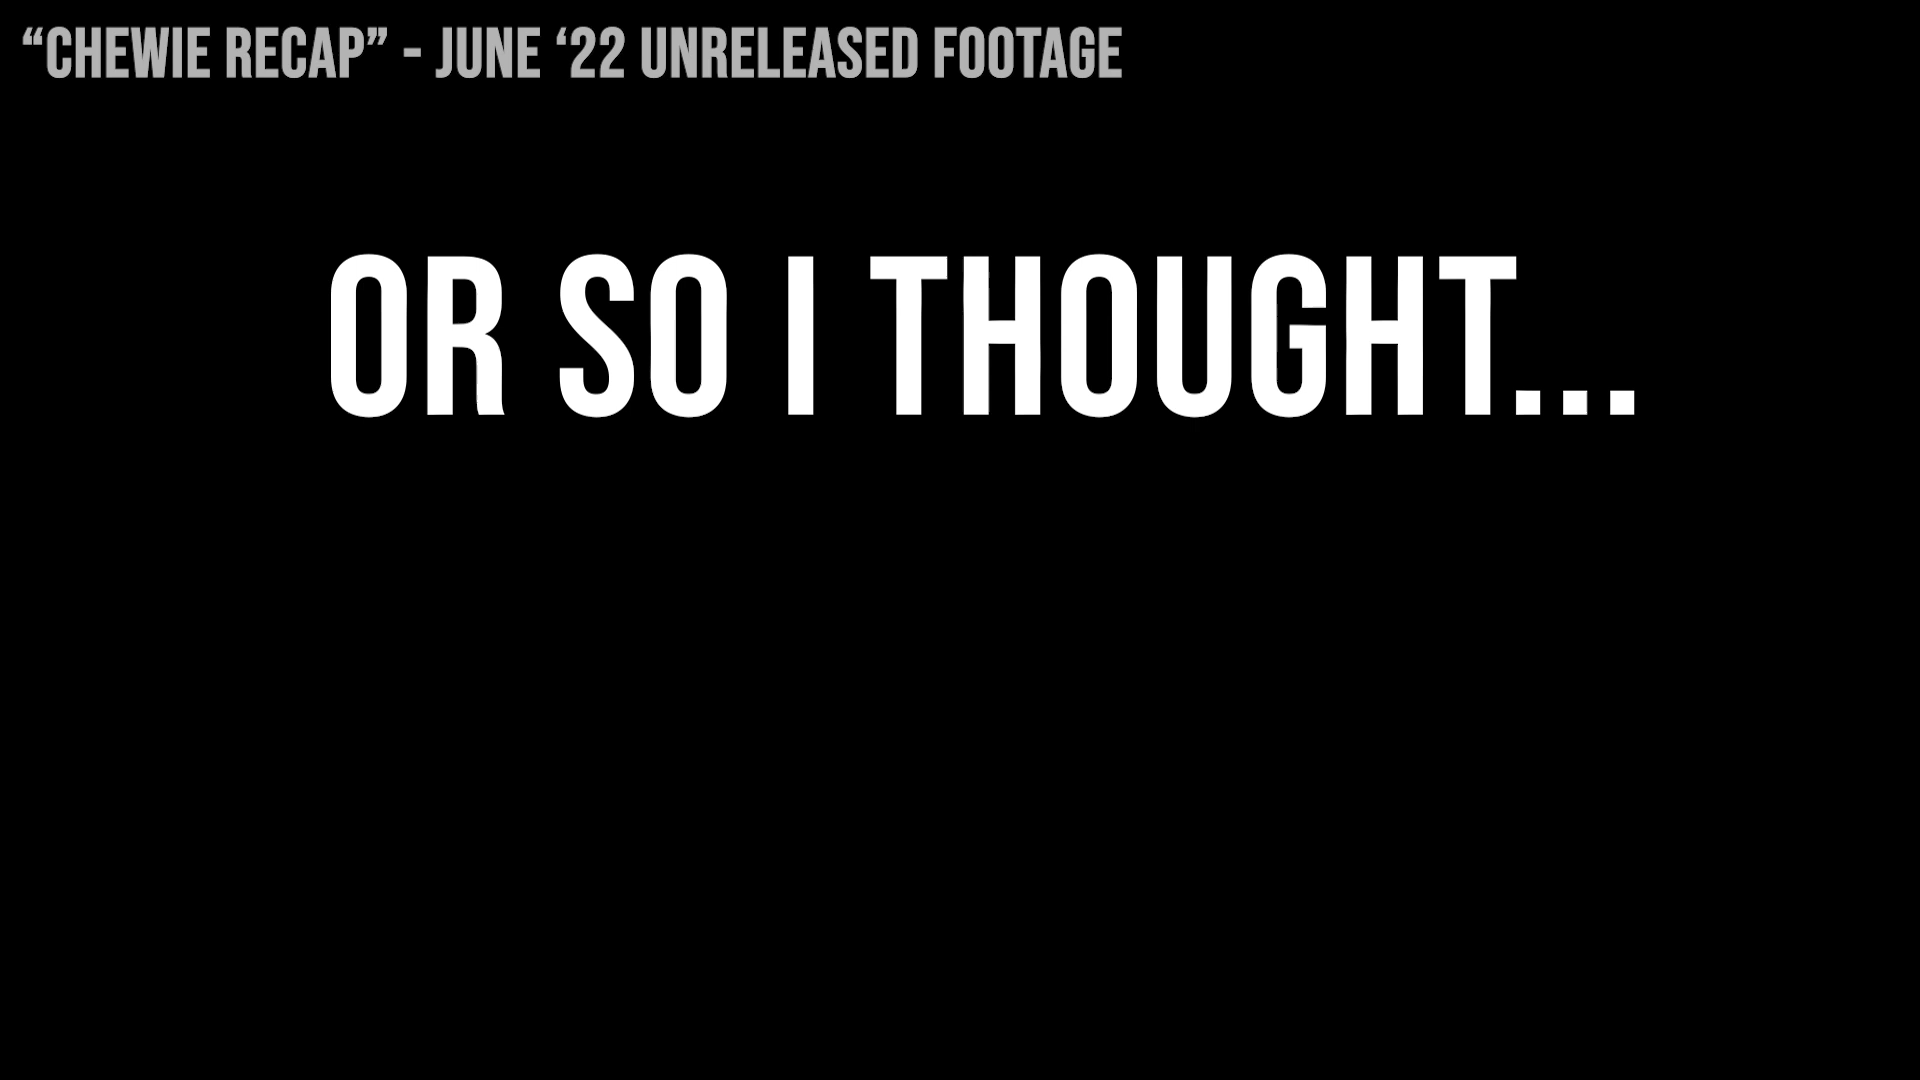 “CHEWIE RECAP” - JUNE ‘22 UNRELEASED FOOTAGE
OR SO I THOUGHT...